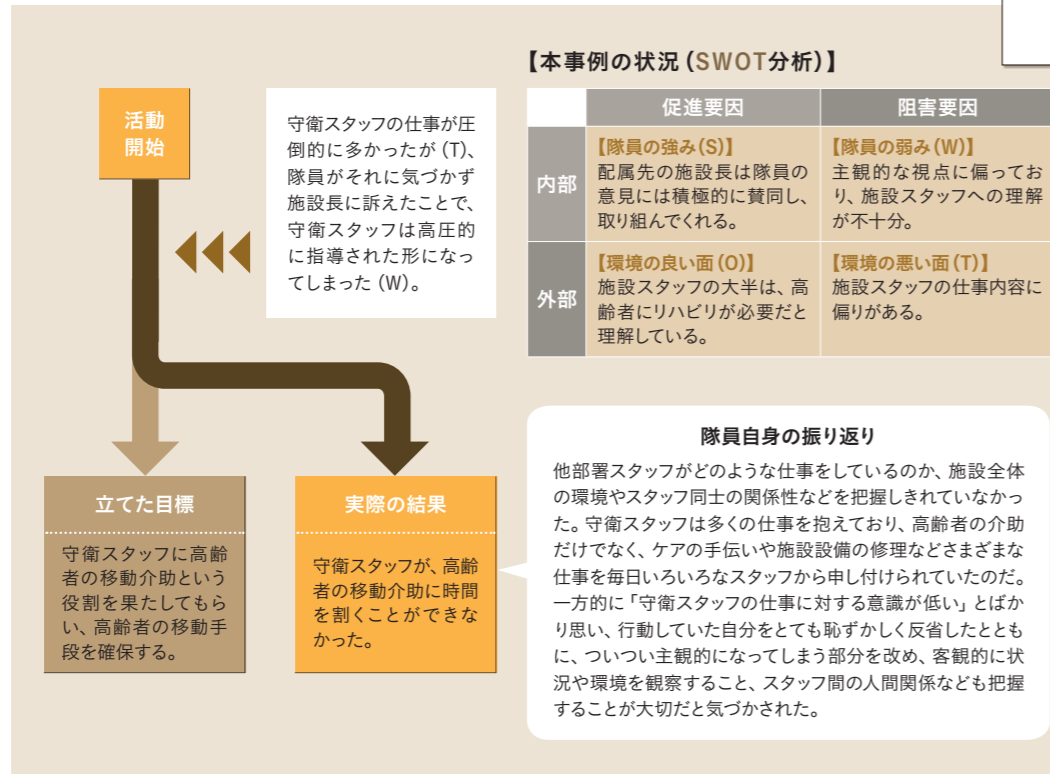 【本事例の状況（SWOT分析）】
活動
開始
守衛スタッフの仕事が圧
倒的に多かったが（T）、
隊員がそれに気づかず
施設長に訴えたことで、
守衛スタッフは高圧的
に指導された形になっ
てしまった（W）。
促進要因
阻害要因
内部
【隊員の強み（S）】
配属先の施設長は隊員の
意見には積極的に賛同し、
取り組んでくれる。
【隊員の弱み（W）】
主観的な視点に偏ってお
り、施設スタッフへの理解
が不十分。
外部
【環境の良い面（O）】
施設スタッフの大半は、高
齢者にリハビリが必要だと
理解している。
【環境の悪い面（T）】
施設スタッフの仕事内容に
偏りがある。
立てた目標
守衛スタッフに高齢
者の移動介助という
役割を果たしてもら
い、高齢者の移動手
段を確保する。
実際の結果
守衛スタッフが、高齢
者の移動介助に時間
を割くことができな
かった。
隊員自身の振り返り
他部署スタッフがどのような仕事をしているのか、施設全体
の環境やスタッフ同士の関係性などを把握しきれていなかっ
た。守衛スタッフは多くの仕事を抱えており、高齢者の介助
だけでなく、ケアの手伝いや施設設備の修理などさまざまな
仕事を毎日いろいろなスタッフから申し付けられていたのだ。
一方的に「守衛スタッフの仕事に対する意識が低い」とばか
り思い、行動していた自分をとても恥ずかしく反省したととも
に、ついつい主観的になってしまう部分を改め、客観的に状
況や環境を観察すること、スタッフ間の人間関係なども把握
することが大切だと気づかされた。